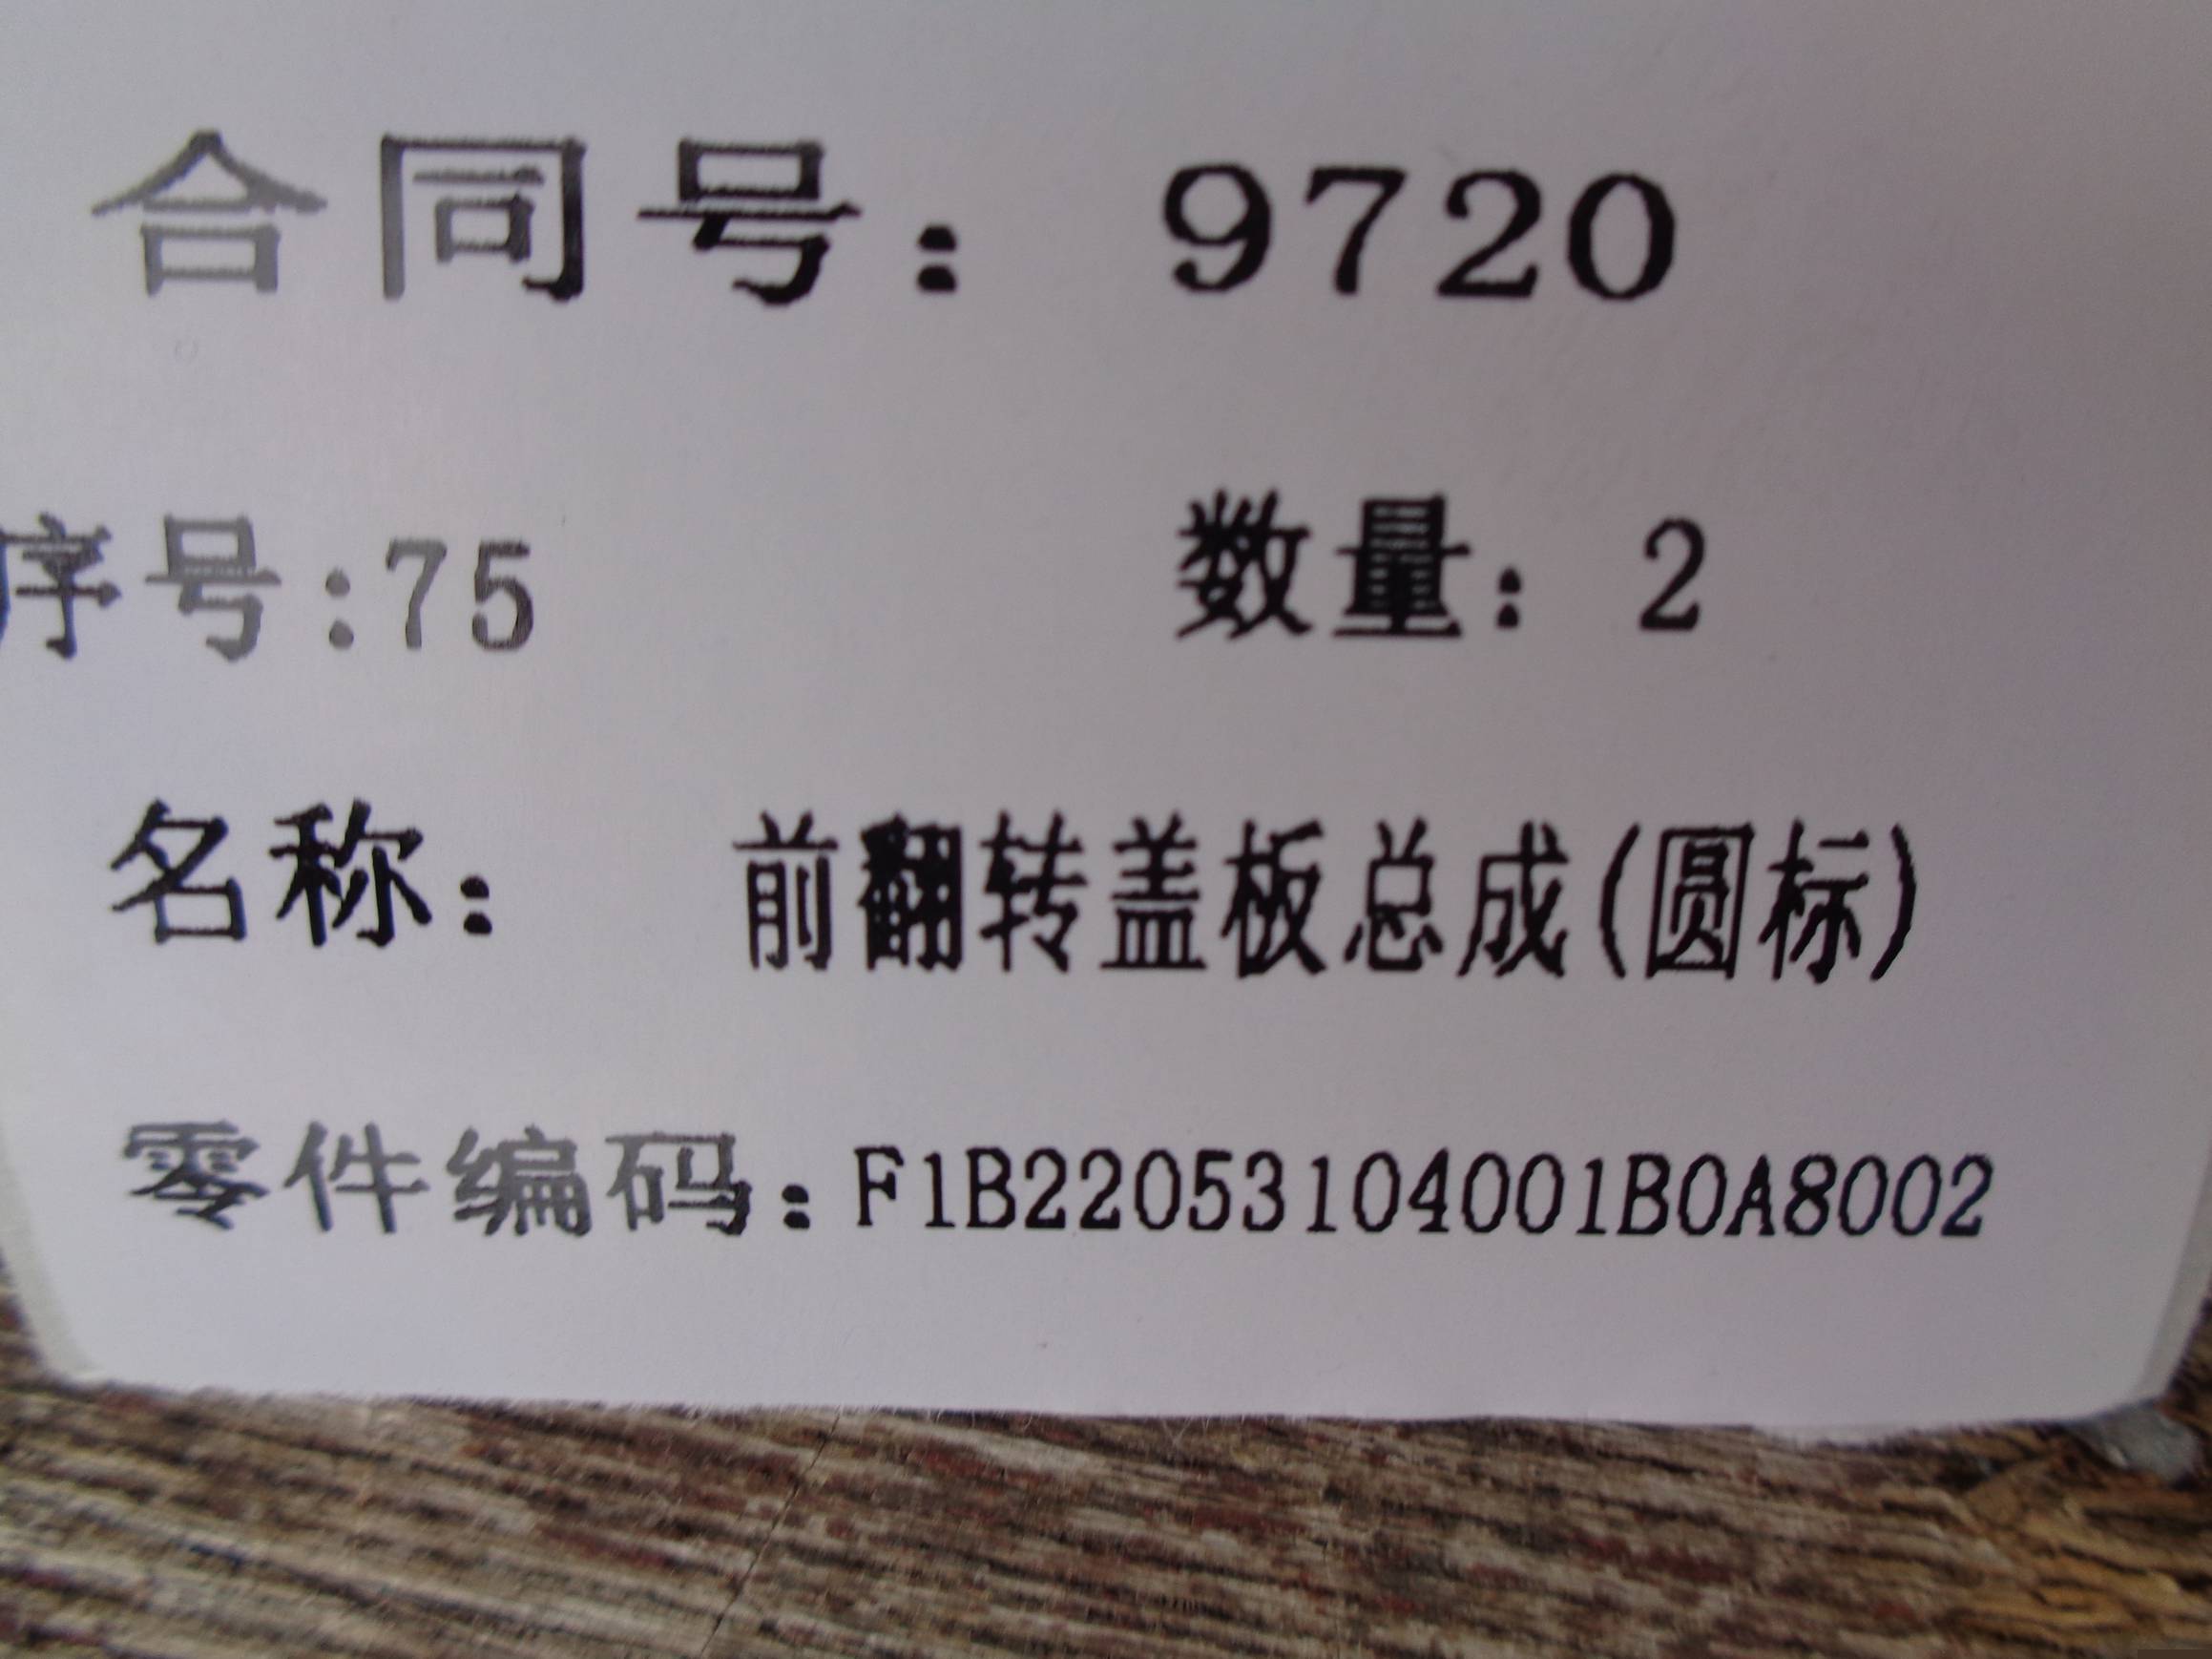 合同号： 9720
序号:75 数量：2
名称： 前翻转盖板总成(圆标)
零件编码：F1B22053104001B0A8002